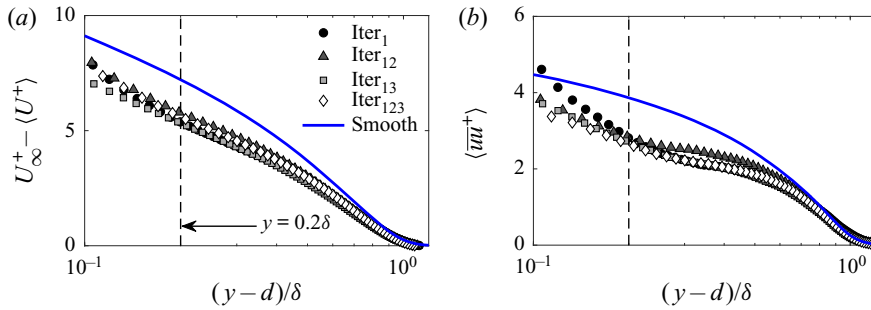 (a)
10
5
0
U⁺∞ – ⟨U⁺⟩
Iter₁
Iter₁₂
Iter₁₃
Iter₁₂₃
Smooth
y = 0.2δ
10⁻¹
10⁰
(y – d)/δ
(b)
6
4
2
0
⟨u̅u̅⁺⟩
10⁻¹
10⁰
(y – d)/δ